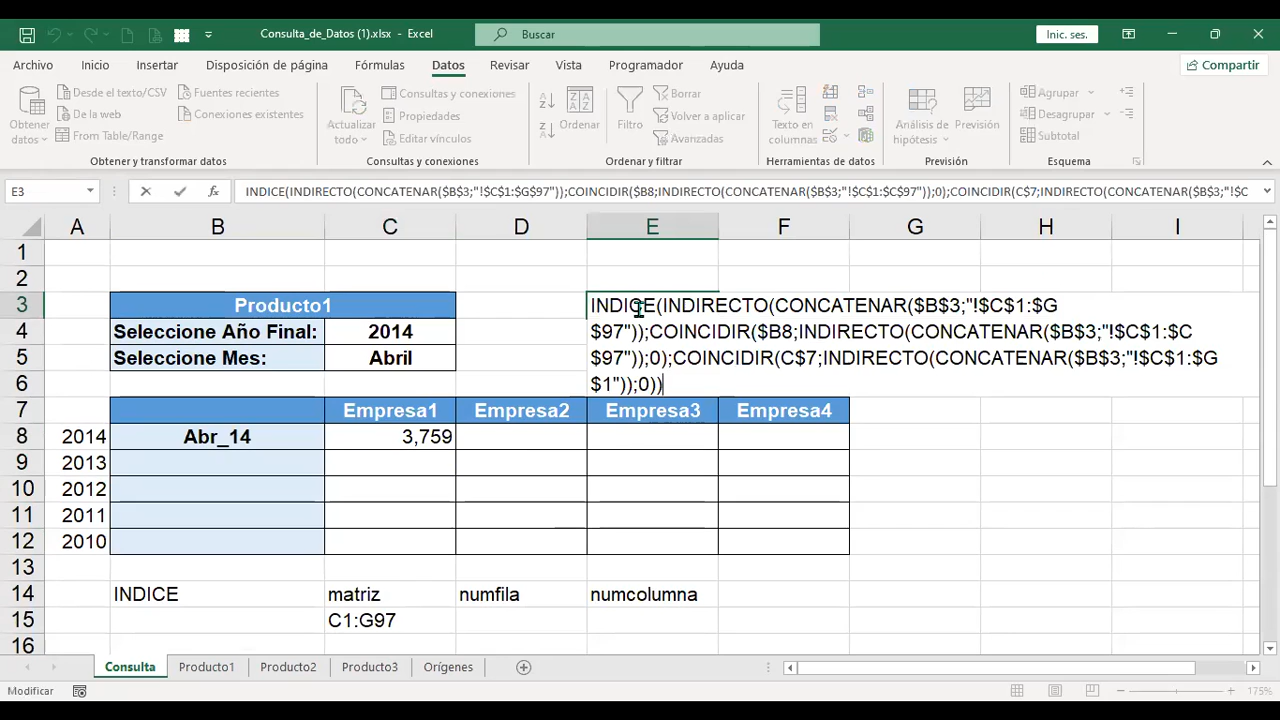 Consulta_de_Datos (1).xlsx - Excel
Buscar
Inic. ses.
Archivo Inicio Insertar Disposición de página Fórmulas Datos Revisar Vista Programador Ayuda
Compartir
Obtener datos
Desde el texto/CSV
De la web
From Table/Range
Fuentes recientes
Conexiones existentes
Obtener y transformar datos
Actualizar todo
Consultas y conexiones
Propiedades
Editar vínculos
Consultas y conexiones
Ordenar
Filtro
Borrar
Volver a aplicar
Avanzadas
Ordenar y filtrar
Texto en columnas
Herramientas de datos
Análisis de hipótesis
Previsión
Previsión
Agrupar
Desagrupar
Subtotal
Esquema
E3
fx
INDICE(INDIRECTO(CONCATENAR($B$3;"!$C$1:$G$97"));COINCIDIR($B8;INDIRECTO(CONCATENAR($B$3;"!$C$1:$C$97"));0);COINCIDIR(C$7;INDIRECTO(CONCATENAR($B$3;"!$C
A B C D E F G H I
1
2
3 Producto1 INDICE(INDIRECTO(CONCATENAR($B$3;"!$C$1:$G
4 Seleccione Año Final: 2014 $97"));COINCIDIR($B8;INDIRECTO(CONCATENAR($B$3;"!$C$1:$C
5 Seleccione Mes: Abril $97"));0);COINCIDIR(C$7;INDIRECTO(CONCATENAR($B$3;"!$C$1:$G
6 $1"));0))
7 Empresa1 Empresa2 Empresa3 Empresa4
8 2014 Abr_14 3,759
9 2013
10 2012
11 2011
12 2010
13
14 INDICE matriz numfila numcolumna
15 C1:G97
16
Consulta Producto1 Producto2 Producto3 Orígenes
Modificar
175%